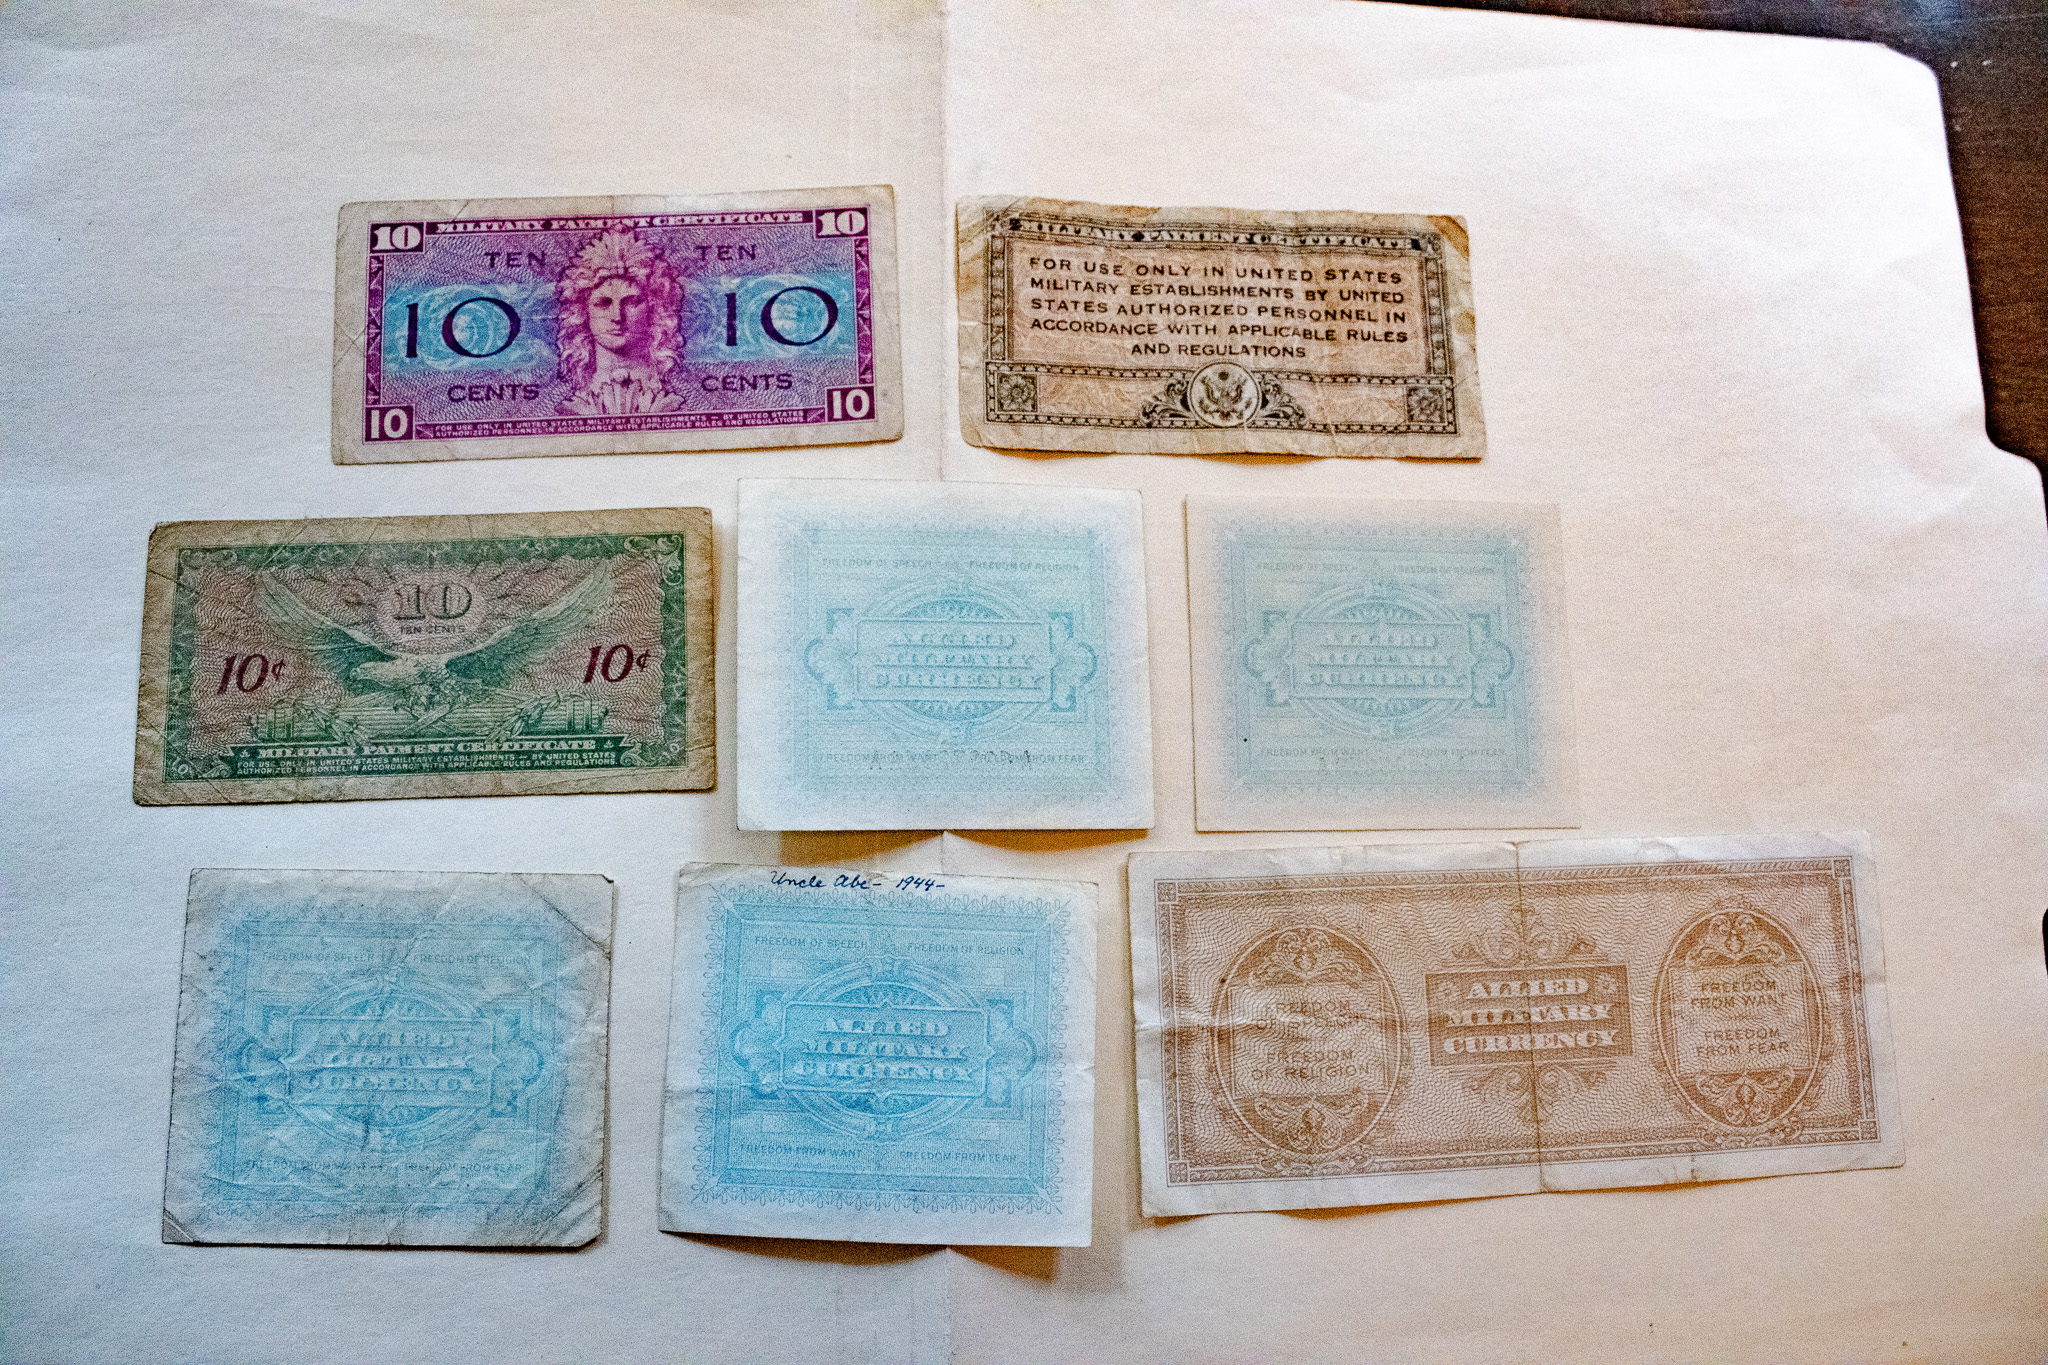 10 MILITARY PAYMENT CERTIFICATE 10
TEN TEN
10 10
CENTS CENTS
10 10
FOR USE ONLY IN UNITED STATES MILITARY ESTABLISHMENTS — BY UNITED STATES
AUTHORIZED PERSONNEL IN ACCORDANCE WITH APPLICABLE RULES AND REGULATIONS
MILITARY PAYMENT CERTIFICATE
FOR USE ONLY IN UNITED STATES
MILITARY ESTABLISHMENTS BY UNITED
STATES AUTHORIZED PERSONNEL IN
ACCORDANCE WITH APPLICABLE RULES
AND REGULATIONS
10
TEN CENTS
10¢ 10¢
MILITARY PAYMENT CERTIFICATE
FOR USE ONLY IN UNITED STATES MILITARY ESTABLISHMENTS — BY UNITED STATES
AUTHORIZED PERSONNEL IN ACCORDANCE WITH APPLICABLE RULES AND REGULATIONS.
10 10
FREEDOM OF SPEECH FREEDOM OF RELIGION
ALLIED
MILITARY
CURRENCY
FREEDOM FROM WANT FREEDOM FROM FEAR
FREEDOM OF SPEECH FREEDOM OF RELIGION
ALLIED
MILITARY
CURRENCY
FREEDOM FROM WANT FREEDOM FROM FEAR
FREEDOM OF SPEECH FREEDOM OF RELIGION
ALLIED
MILITARY
CURRENCY
FREEDOM FROM WANT FREEDOM FROM FEAR
Uncle Abe – 1944 –
FREEDOM OF SPEECH FREEDOM OF RELIGION
ALLIED
MILITARY
CURRENCY
FREEDOM FROM WANT FREEDOM FROM FEAR
FREEDOM
OF SPEECH
FREEDOM
OF RELIGION
ALLIED
MILITARY
CURRENCY
FREEDOM
FROM WANT
FREEDOM
FROM FEAR